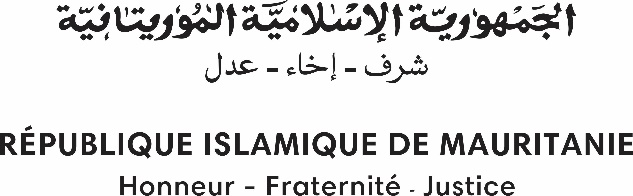 الجمهورية الإسلامية الموريتانية
شرف - إخاء - عدل
RÉPUBLIQUE ISLAMIQUE DE MAURITANIE
Honneur - Fraternité - Justice